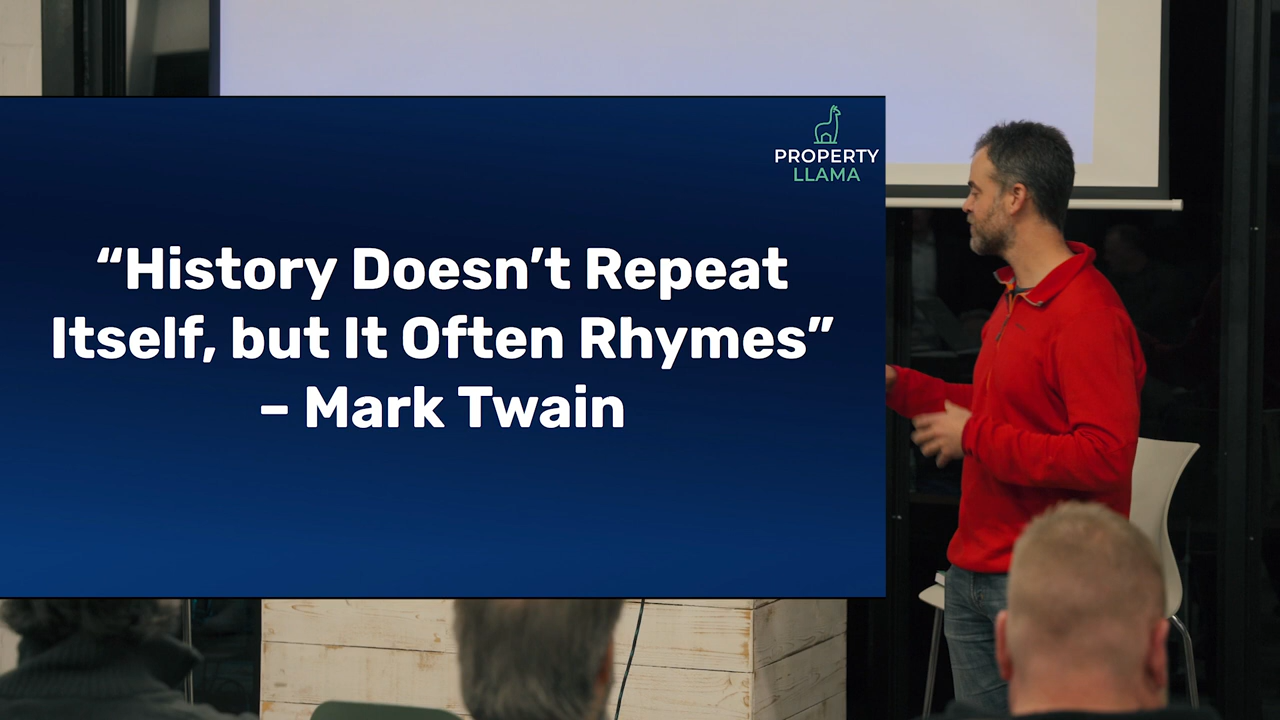 PROPERTY
LLAMA
“History Doesn’t Repeat
Itself, but It Often Rhymes”
– Mark Twain